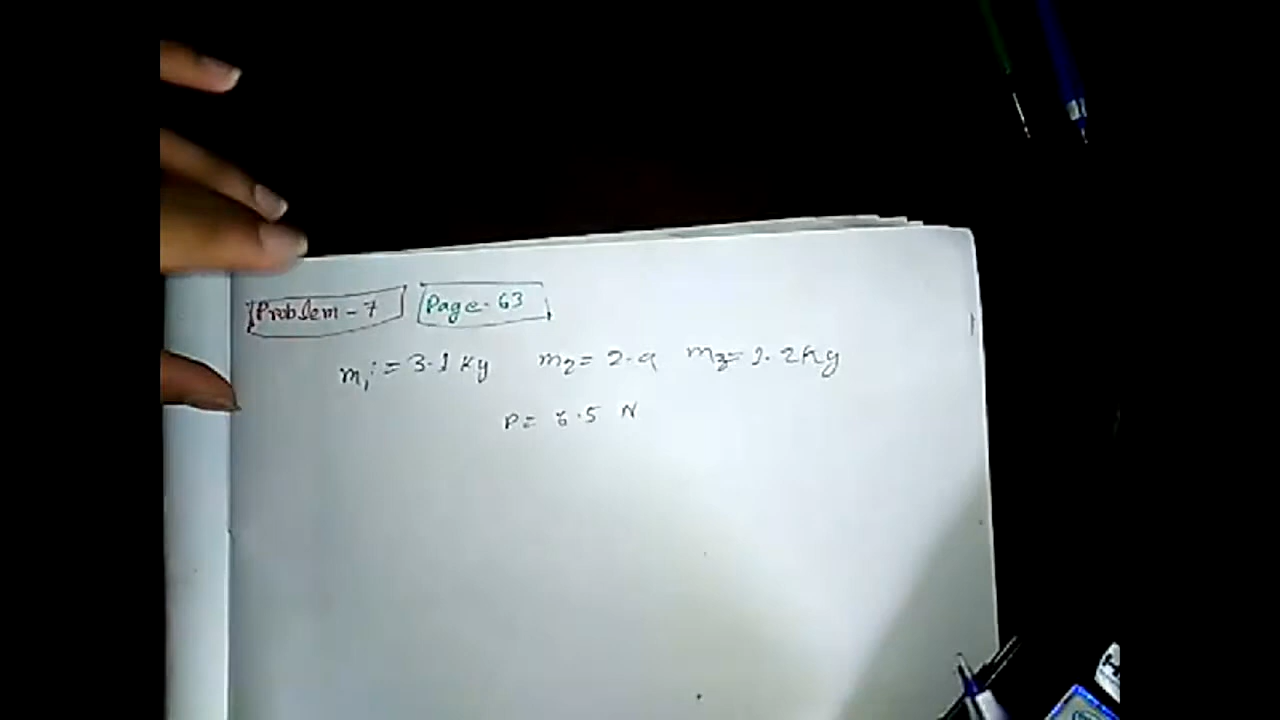 Problem - 7 Page - 63
m₁ = 3.1 Kg m₂ = 2.4 m₃ = 1.2 Kg
P = 6.5 N